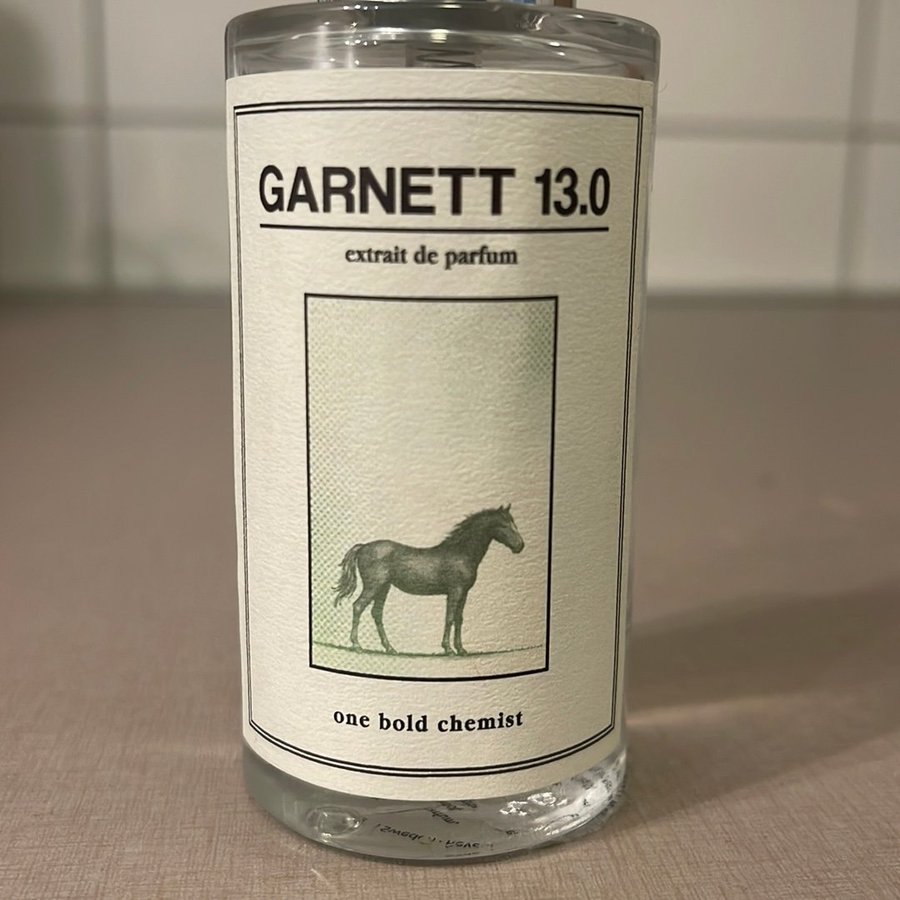 GARNETT 13.0
extrait de parfum
one bold chemist